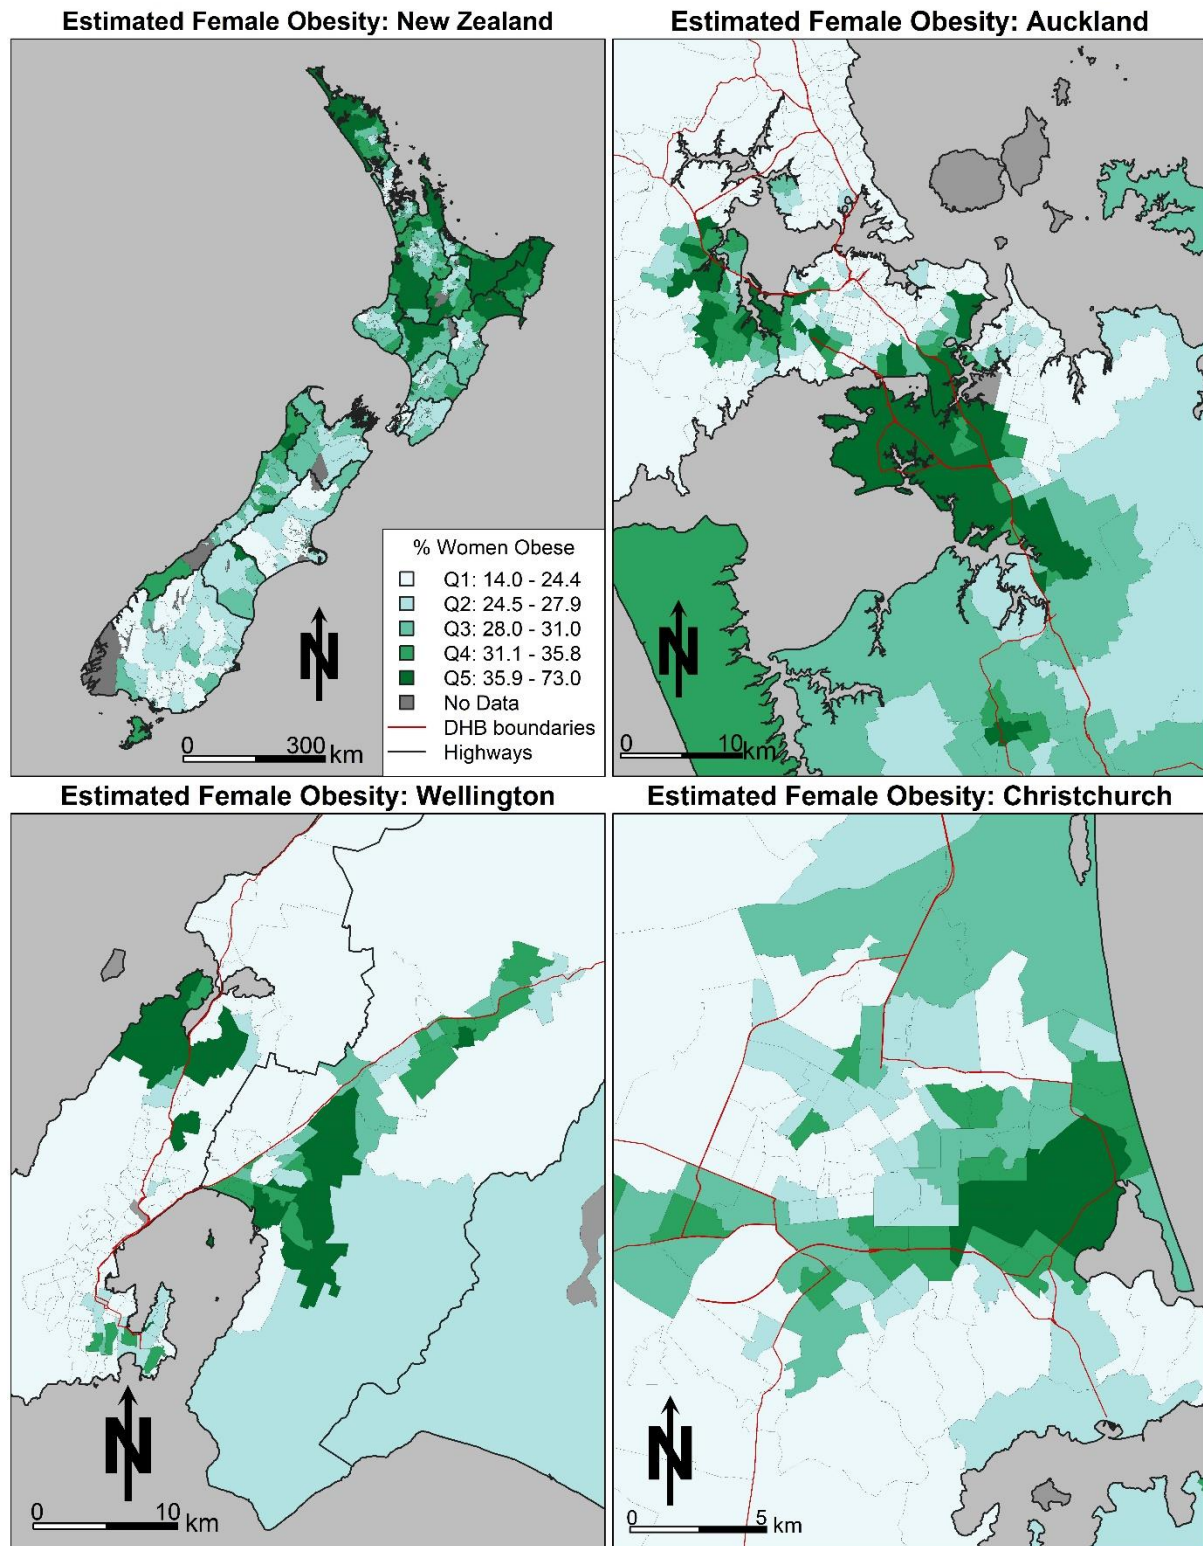 Estimated Female Obesity: New Zealand
Estimated Female Obesity: Auckland
% Women Obese
Q1: 14.0 - 24.4
Q2: 24.5 - 27.9
Q3: 28.0 - 31.0
Q4: 31.1 - 35.8
Q5: 35.9 - 73.0
No Data
DHB boundaries
Highways
N
0 300 km
N
0 10 km
Estimated Female Obesity: Wellington
Estimated Female Obesity: Christchurch
N
0 10 km
N
0 5 km